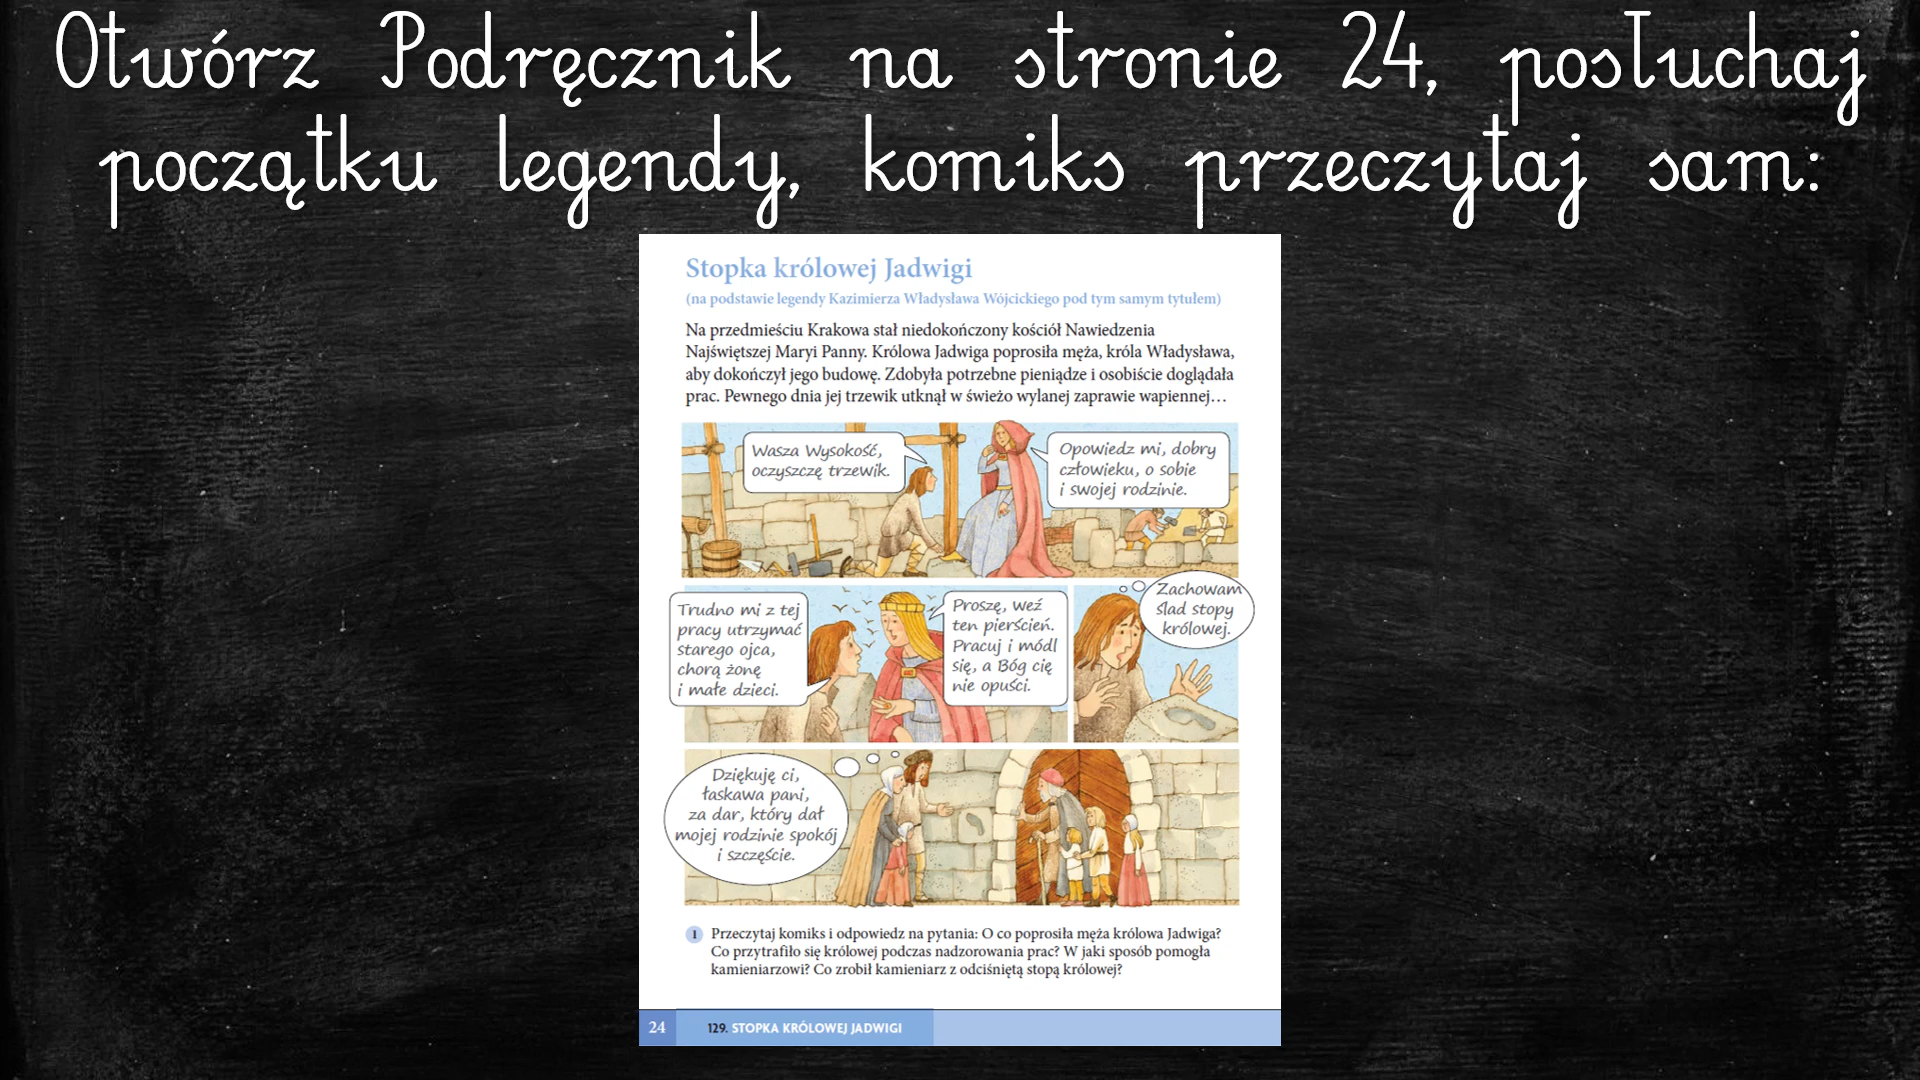 Otwórz Podręcznik na stronie 24, posłuchaj
początku legendy, komiks przeczytaj sam:
Stopka królowej Jadwigi
(na podstawie legendy Kazimierza Władysława Wójcickiego pod tym samym tytułem)
Na przedmieściu Krakowa stał niedokończony kościół Nawiedzenia
Najświętszej Maryi Panny. Królowa Jadwiga poprosiła męża, króla Władysława,
aby dokończył jego budowę. Zdobyła potrzebne pieniądze i osobiście doglądała
prac. Pewnego dnia jej trzewik utknął w świeżo wylanej zaprawie wapiennej…
Wasza Wysokość,
oczyszczę trzewik.
Opowiedz mi, dobry
człowieku, o sobie
i swojej rodzinie.
Trudno mi z tej
pracy utrzymać
starego ojca,
chorą żonę
i małe dzieci.
Proszę, weź
ten pierścień.
Pracuj i módl
się, a Bóg cię
nie opuści.
Zachowam
ślad stopy
królowej.
Dziękuję ci,
łaskawa pani,
za dar, który dał
mojej rodzinie spokój
i szczęście.
1 Przeczytaj komiks i odpowiedz na pytania: O co poprosiła męża królowa Jadwiga?
Co przytrafiło się królowej podczas nadzorowania prac? W jaki sposób pomogła
kamieniarzowi? Co zrobił kamieniarz z odciśniętą stopą królowej?
24 129. STOPKA KRÓLOWEJ JADWIGI